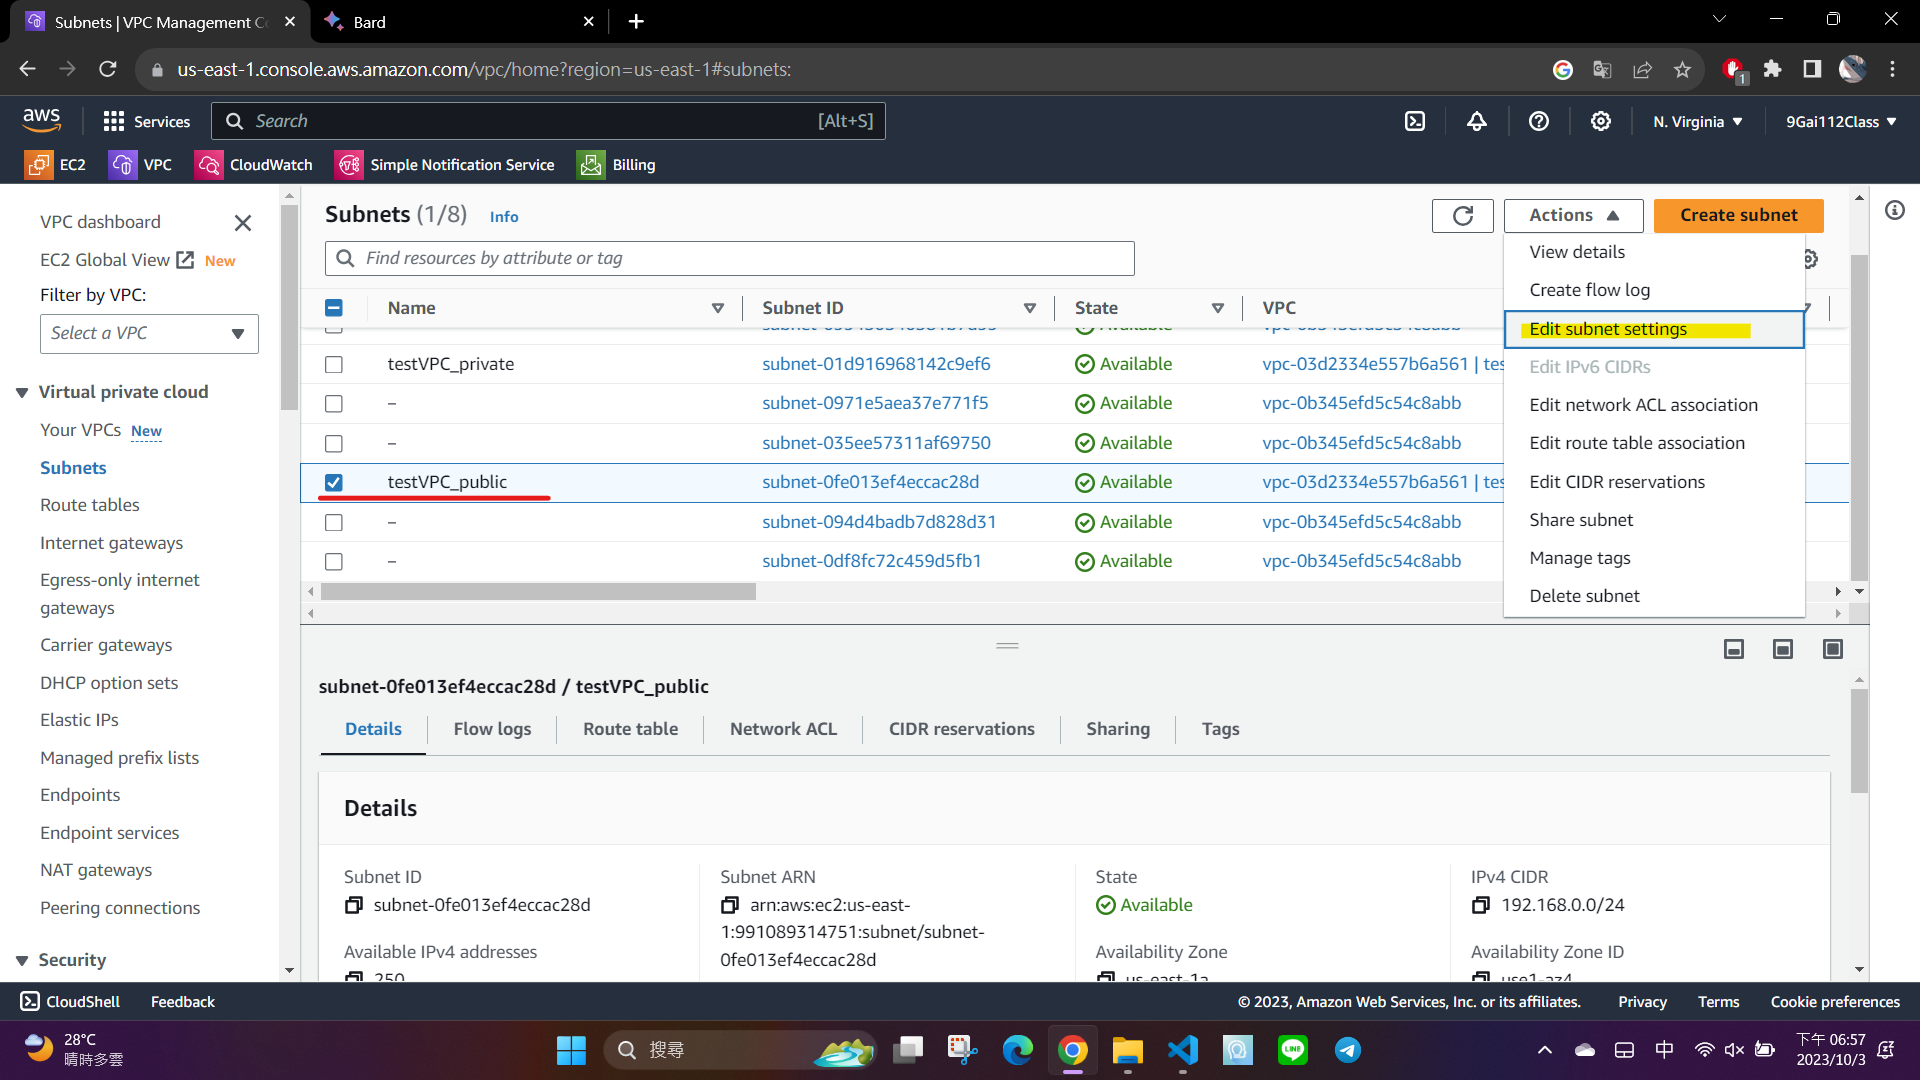 Subnets | VPC Management Co
Bard
us-east-1.console.aws.amazon.com/vpc/home?region=us-east-1#subnets:
1
aws
Services
Search
[Alt+S]
N. Virginia
9Gai112Class
EC2
VPC
CloudWatch
Simple Notification Service
Billing
VPC dashboard
EC2 Global View
New
Filter by VPC:
Select a VPC
Virtual private cloud
Your VPCs New
Subnets
Route tables
Internet gateways
Egress-only internet
gateways
Carrier gateways
DHCP option sets
Elastic IPs
Managed prefix lists
Endpoints
Endpoint services
NAT gateways
Peering connections
Security
Subnets (1/8) Info
Actions
Create subnet
Find resources by attribute or tag
Name Subnet ID State VPC
testVPC_private subnet-01d916968142c9ef6 Available vpc-03d2334e557b6a561 | tes
– subnet-0971e5aea37e771f5 Available vpc-0b345efd5c54c8abb
– subnet-035ee57311af69750 Available vpc-0b345efd5c54c8abb
testVPC_public subnet-0fe013ef4eccac28d Available vpc-03d2334e557b6a561 | tes
– subnet-094d4badb7d828d31 Available vpc-0b345efd5c54c8abb
– subnet-0df8fc72c459d5fb1 Available vpc-0b345efd5c54c8abb
View details
Create flow log
Edit subnet settings
Edit IPv6 CIDRs
Edit network ACL association
Edit route table association
Edit CIDR reservations
Share subnet
Manage tags
Delete subnet
subnet-0fe013ef4eccac28d / testVPC_public
Details Flow logs Route table Network ACL CIDR reservations Sharing Tags
Details
Subnet ID
subnet-0fe013ef4eccac28d
Available IPv4 addresses
250
Subnet ARN
arn:aws:ec2:us-east-
1:991089314751:subnet/subnet-
0fe013ef4eccac28d
State
Available
Availability Zone
us-east-1a
IPv4 CIDR
192.168.0.0/24
Availability Zone ID
use1-az4
CloudShell Feedback
© 2023, Amazon Web Services, Inc. or its affiliates. Privacy Terms Cookie preferences
28°C
晴時多雲
搜尋
LINE
中
下午 06:57
2023/10/3